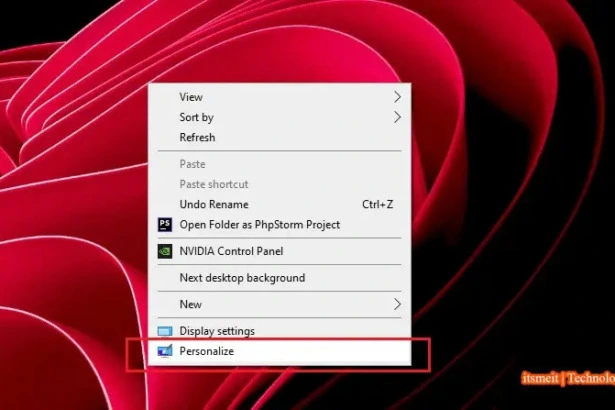 View
Sort by
Refresh
Paste
Paste shortcut
Undo Rename Ctrl+Z
PS Open Folder as PhpStorm Project
NVIDIA Control Panel
Next desktop background
New
Display settings
Personalize
itsmeit | Technolo